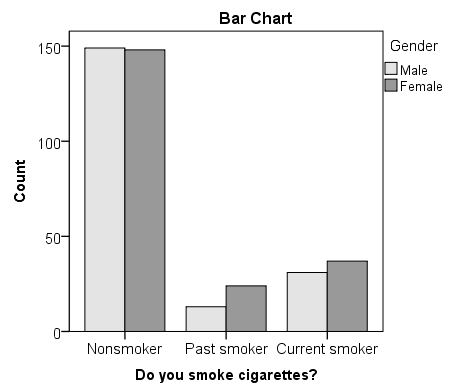 Bar Chart
Gender
Male
Female
150
100
50
0
Count
Nonsmoker Past smoker Current smoker
Do you smoke cigarettes?